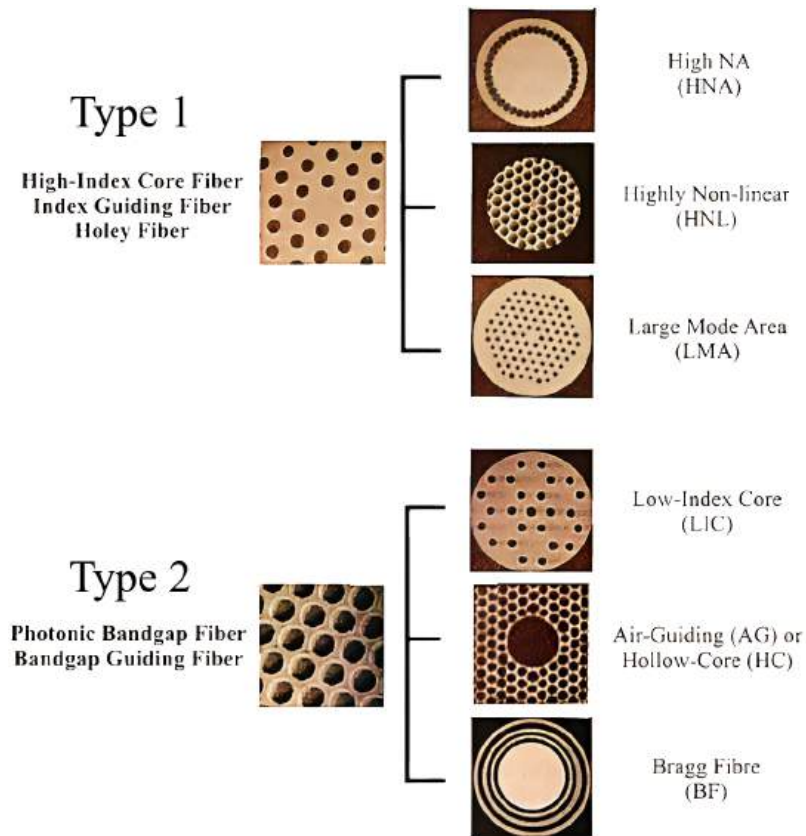 Type 1
High-Index Core Fiber
Index Guiding Fiber
Holey Fiber
High NA
(HNA)
Highly Non-linear
(HNL)
Large Mode Area
(LMA)
Type 2
Photonic Bandgap Fiber
Bandgap Guiding Fiber
Low-Index Core
(LIC)
Air-Guiding (AG) or
Hollow-Core (HC)
Bragg Fibre
(BF)